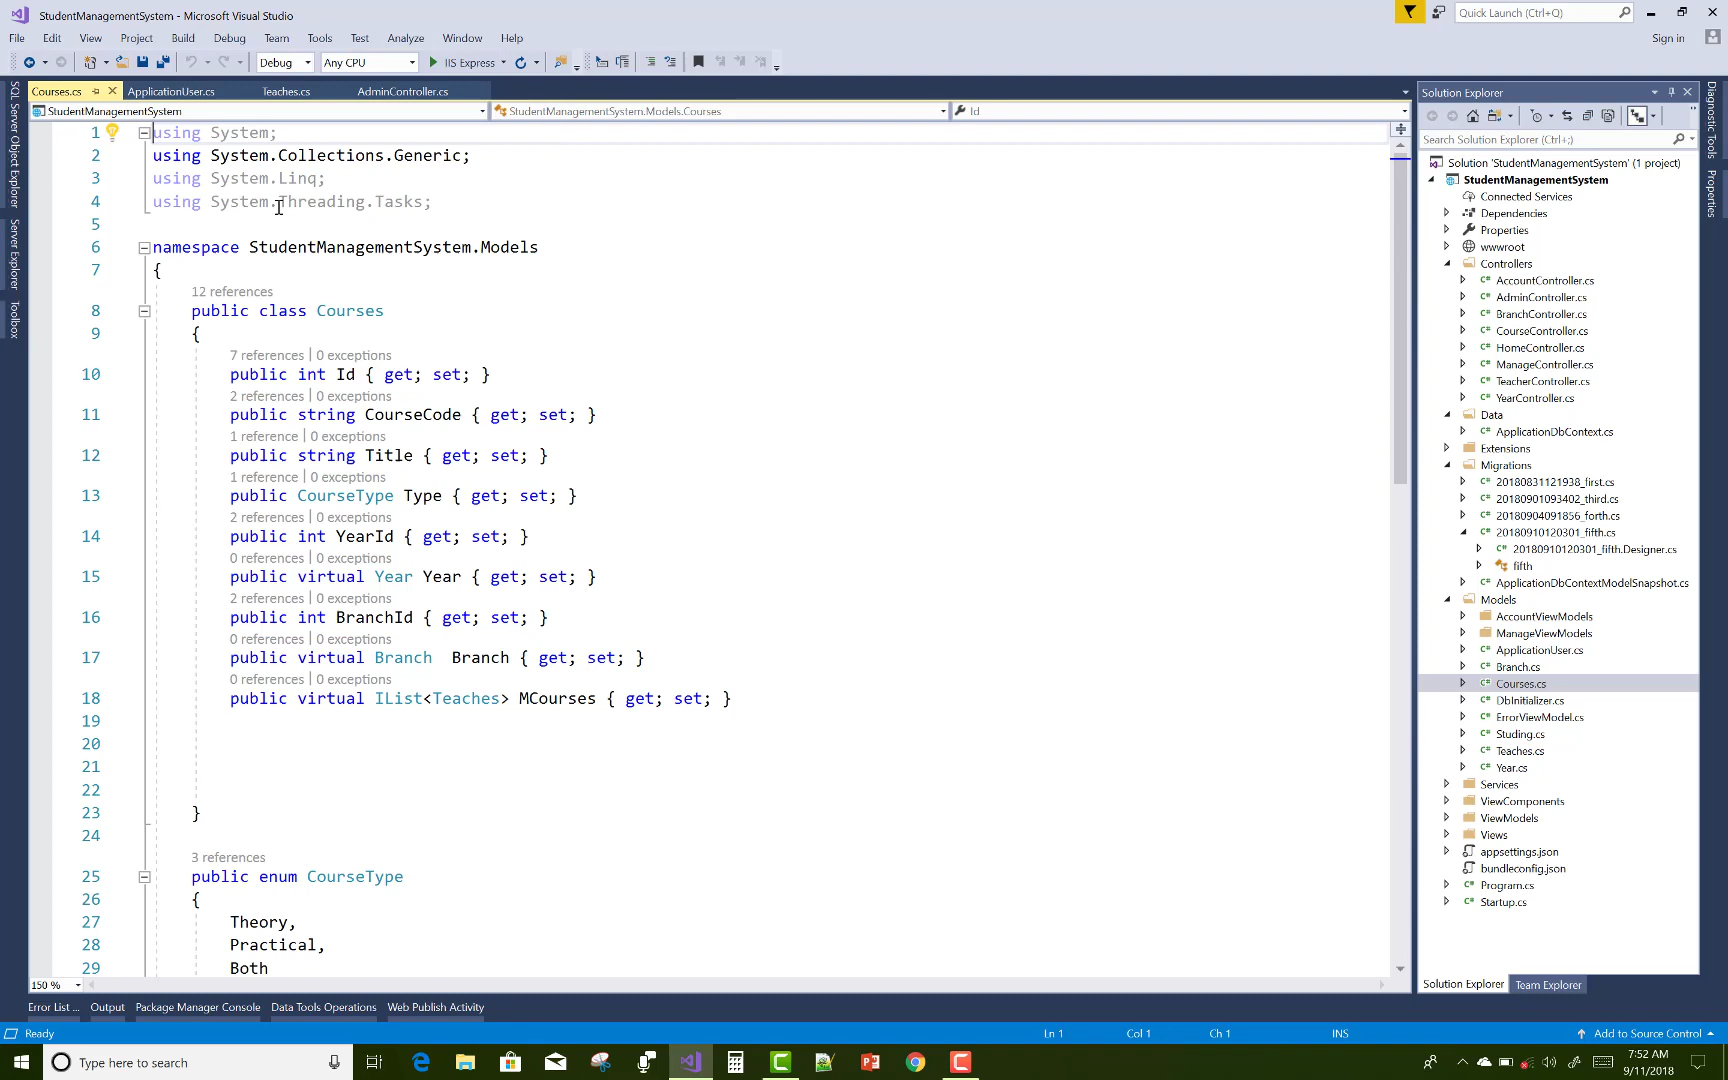 StudentManagementSystem - Microsoft Visual Studio
Quick Launch (Ctrl+Q)
File Edit View Project Build Debug Team Tools Test Analyze Window Help
Sign in
Debug Any CPU IIS Express
Courses.cs ApplicationUser.cs Teaches.cs AdminController.cs
StudentManagementSystem StudentManagementSystem.Models.Courses Id
SQL Server Object Explorer
Server Explorer
Toolbox
1 using System;
2 using System.Collections.Generic;
3 using System.Linq;
4 using System.Threading.Tasks;
5
6 namespace StudentManagementSystem.Models
7 {
12 references
8 public class Courses
9 {
7 references | 0 exceptions
10 public int Id { get; set; }
2 references | 0 exceptions
11 public string CourseCode { get; set; }
1 reference | 0 exceptions
12 public string Title { get; set; }
1 reference | 0 exceptions
13 public CourseType Type { get; set; }
2 references | 0 exceptions
14 public int YearId { get; set; }
0 references | 0 exceptions
15 public virtual Year Year { get; set; }
2 references | 0 exceptions
16 public int BranchId { get; set; }
0 references | 0 exceptions
17 public virtual Branch  Branch { get; set; }
0 references | 0 exceptions
18 public virtual IList<Teaches> MCourses { get; set; }
19
20
21
22
23 }
24
3 references
25 public enum CourseType
26 {
27 Theory,
28 Practical,
29 Both
150 %
Solution Explorer
Search Solution Explorer (Ctrl+;)
Solution 'StudentManagementSystem' (1 project)
StudentManagementSystem
Connected Services
Dependencies
Properties
wwwroot
Controllers
C# AccountController.cs
C# AdminController.cs
C# BranchController.cs
C# CourseController.cs
C# HomeController.cs
C# ManageController.cs
C# TeacherController.cs
C# YearController.cs
Data
C# ApplicationDbContext.cs
Extensions
Migrations
C# 20180831121938_first.cs
C# 20180901093402_third.cs
C# 20180904091856_forth.cs
C# 20180910120301_fifth.cs
C# 20180910120301_fifth.Designer.cs
fifth
C# ApplicationDbContextModelSnapshot.cs
Models
AccountViewModels
ManageViewModels
C# ApplicationUser.cs
C# Branch.cs
C# Courses.cs
C# DbInitializer.cs
C# ErrorViewModel.cs
C# Studing.cs
C# Teaches.cs
C# Year.cs
Services
ViewComponents
ViewModels
Views
appsettings.json
bundleconfig.json
C# Program.cs
C# Startup.cs
Solution Explorer Team Explorer
Diagnostic Tools
Properties
Error List ... Output Package Manager Console Data Tools Operations Web Publish Activity
Ready Ln 1 Col 1 Ch 1 INS Add to Source Control
Type here to search
7:52 AM
9/11/2018